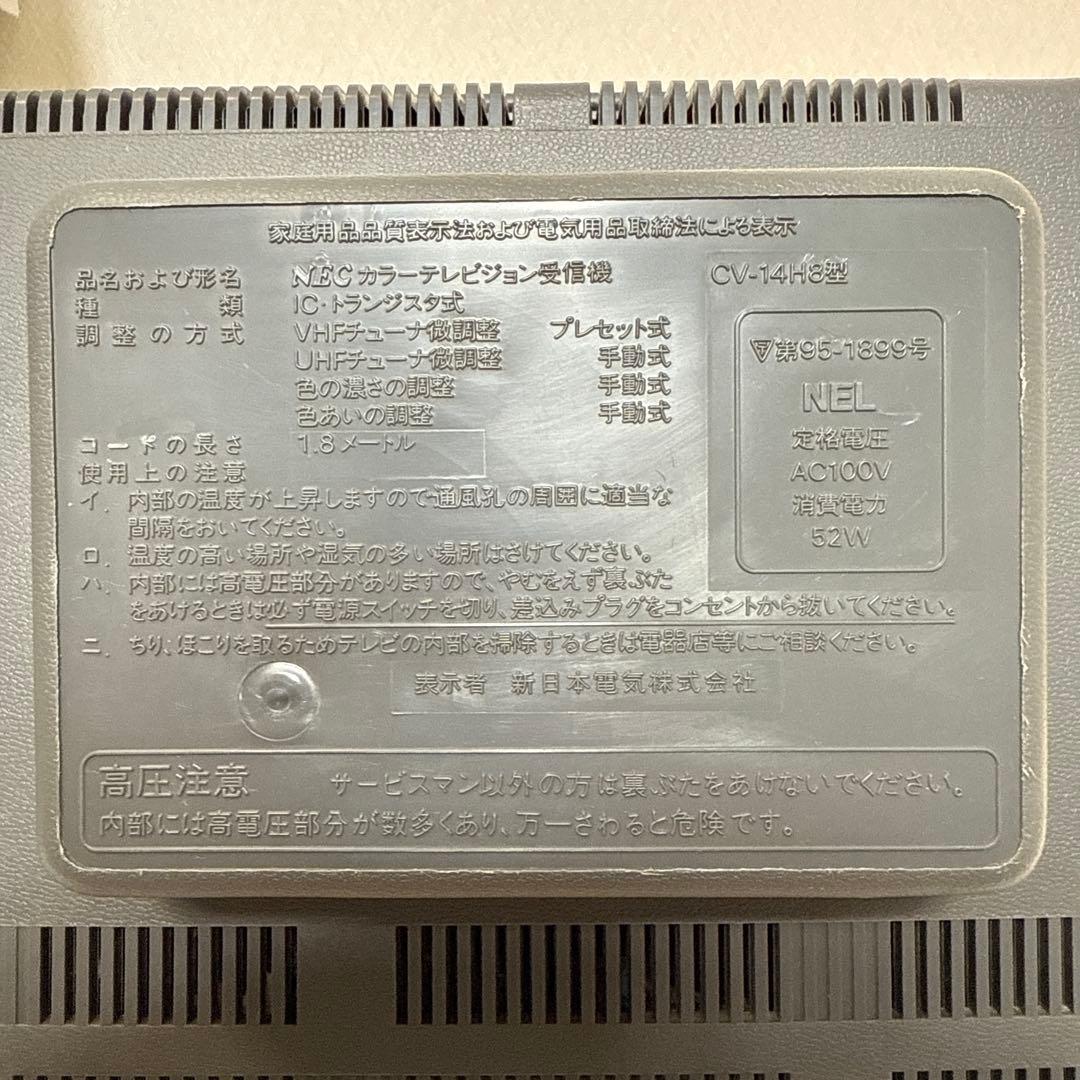 家庭用品品質表示法および電気用品取締法による表示
品名および形名 NEC カラーテレビジョン受信機 CV-14H8型
種類 IC・トランジスタ式
調整の方式 VHFチューナ微調整 プレセット式
UHFチューナ微調整 手動式
色の濃さの調整 手動式
色あいの調整 手動式
コードの長さ 1.8メートル
使用上の注意
イ. 内部の温度が上昇しますので通風孔の周囲に適当な
間隔をおいてください。
ロ. 温度の高い場所や湿気の多い場所はさけてください。
ハ. 内部には高電圧部分がありますので、やむをえず裏ぶた
をあけるときは必ず電源スイッチを切り、差込みプラグをコンセントから抜いてください。
ニ. ちり、ほこりを取るためテレビの内部を掃除するときは電器店等にご相談ください。
表示者 新日本電気株式会社
第95-1899号
NEL
定格電圧
AC100V
消費電力
52W
高圧注意 サービスマン以外の方は裏ぶたをあけないでください。
内部には高電圧部分が数多くあり、万一さわると危険です。